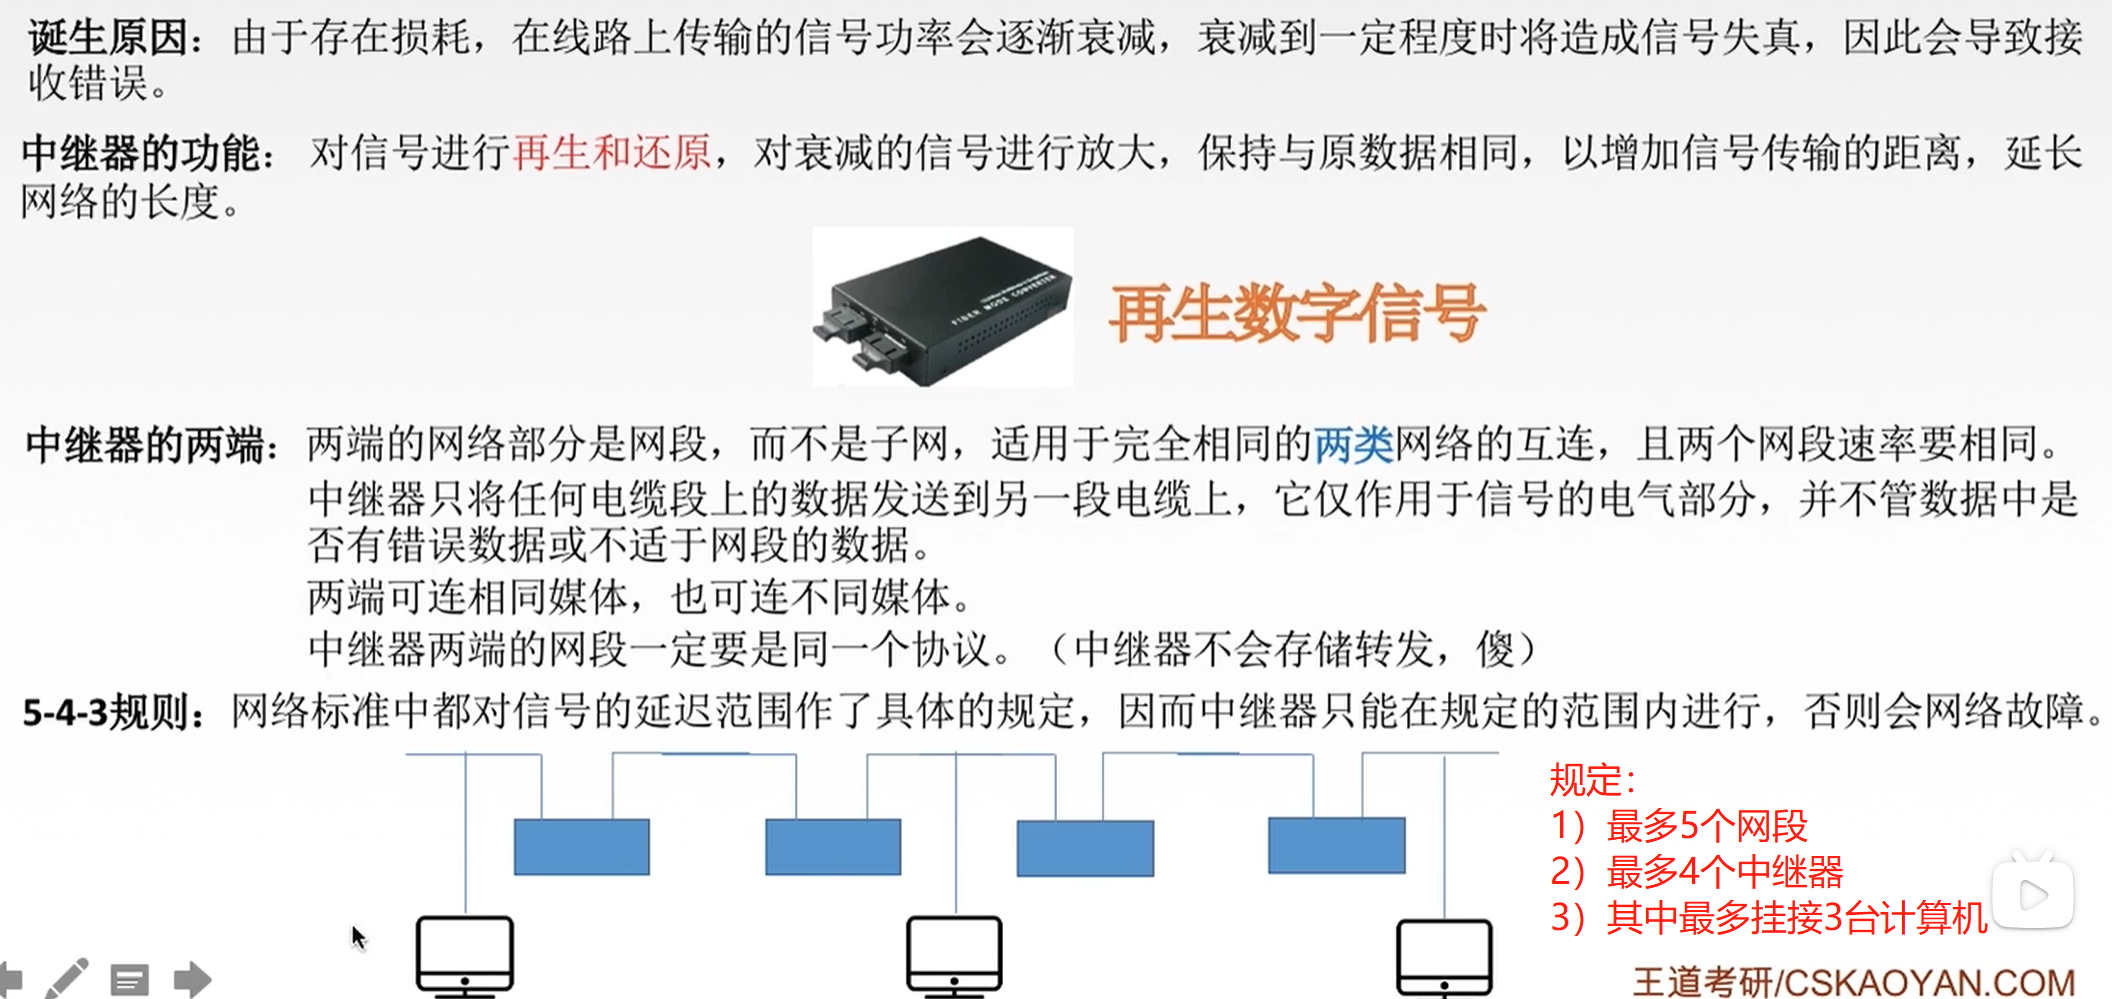 诞生原因：由于存在损耗，在线路上传输的信号功率会逐渐衰减，衰减到一定程度时将造成信号失真，因此会导致接
收错误。
中继器的功能：对信号进行再生和还原，对衰减的信号进行放大，保持与原数据相同，以增加信号传输的距离，延长
网络的长度。
FIBER MODE CONVERTER
再生数字信号
中继器的两端：两端的网络部分是网段，而不是子网，适用于完全相同的两类网络的互连，且两个网段速率要相同。
中继器只将任何电缆段上的数据发送到另一段电缆上，它仅作用于信号的电气部分，并不管数据中是
否有错误数据或不适于网段的数据。
两端可连相同媒体，也可连不同媒体。
中继器两端的网段一定要是同一个协议。（中继器不会存储转发，傻）
5-4-3规则：网络标准中都对信号的延迟范围作了具体的规定，因而中继器只能在规定的范围内进行，否则会网络故障。
规定：
1）最多5个网段
2）最多4个中继器
3）其中最多挂接3台计算机
王道考研/CSKAOYAN.COM